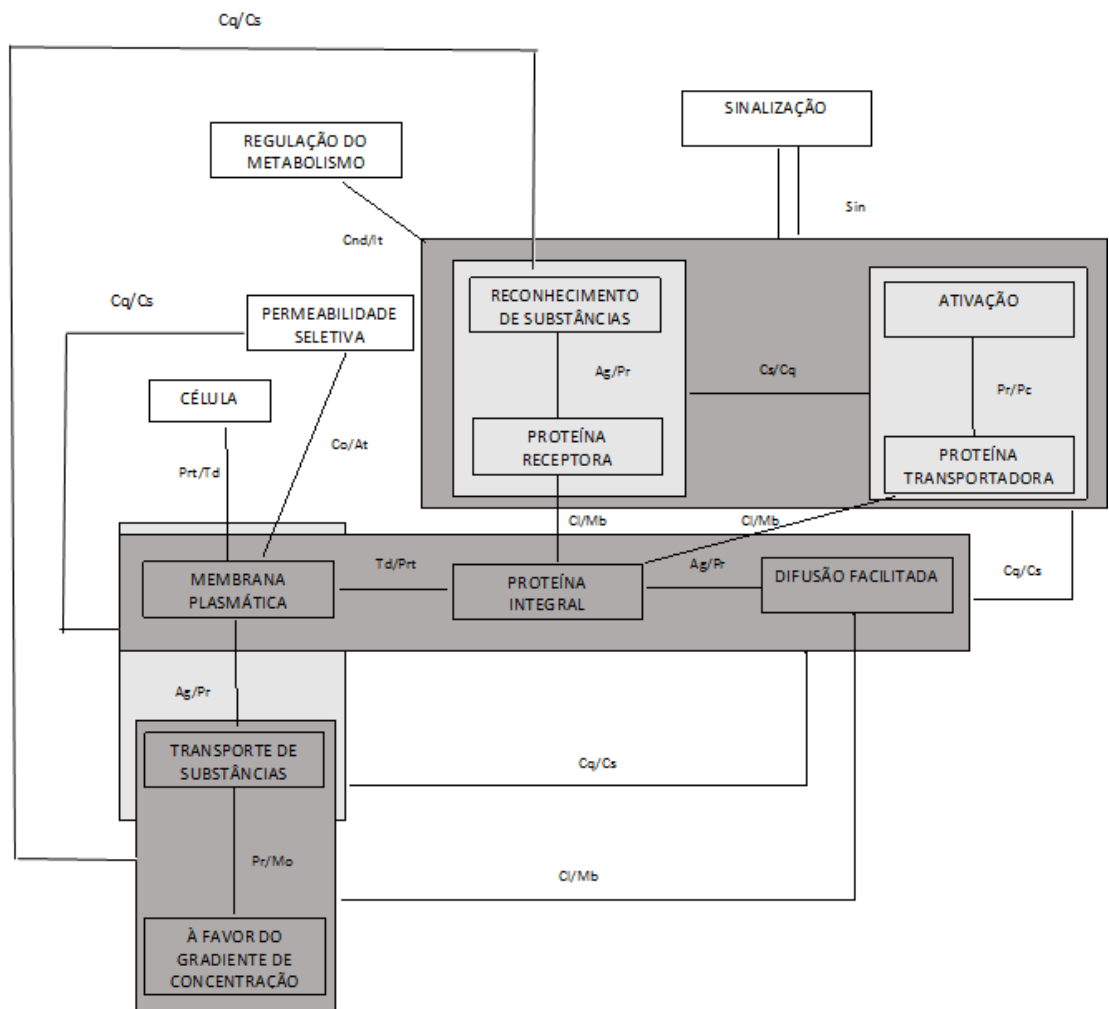 Cq/Cs
SINALIZAÇÃO
REGULAÇÃO DO
METABOLISMO
Sin
Cnd/It
RECONHECIMENTO
DE SUBSTÂNCIAS
ATIVAÇÃO
Cq/Cs
PERMEABILIDADE
SELETIVA
Ag/Pr
Cs/Cq
Pr/Pc
CÉLULA
PROTEÍNA
RECEPTORA
Co/At
PROTEÍNA
TRANSPORTADORA
Prt/Td
Cl/Mb
Cl/Mb
Td/Prt
Ag/Pr
Cq/Cs
MEMBRANA
PLASMÁTICA
PROTEÍNA
INTEGRAL
DIFUSÃO FACILITADA
Ag/Pr
TRANSPORTE DE
SUBSTÂNCIAS
Cq/Cs
Pr/Mo
Cl/Mb
À FAVOR DO
GRADIENTE DE
CONCENTRAÇÃO